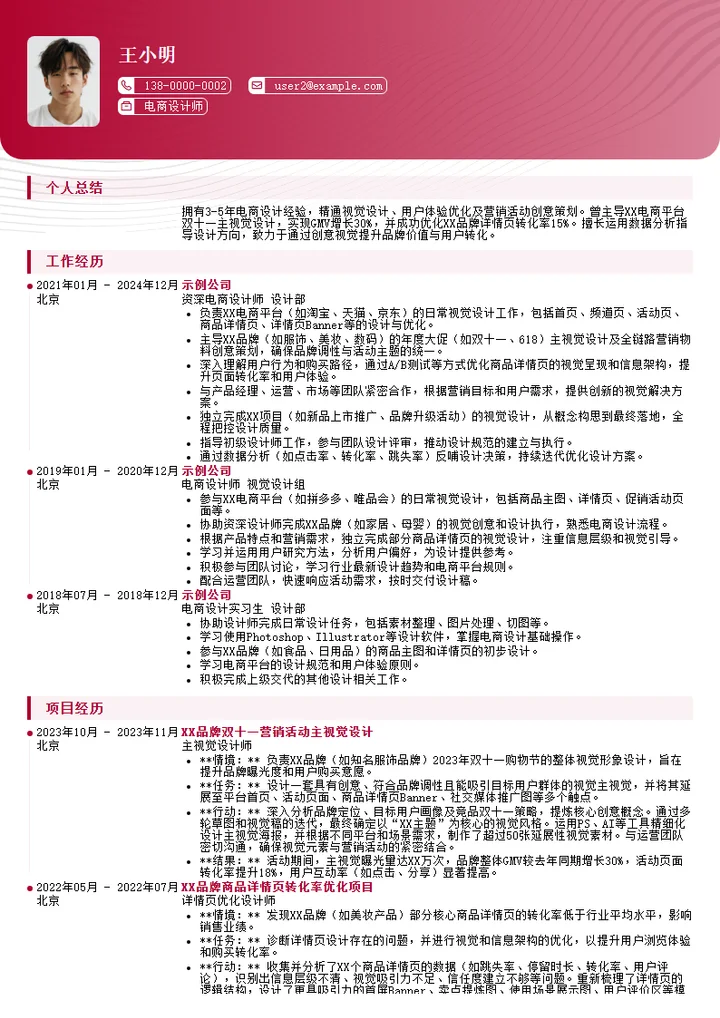 王小明
138-0000-0002
user2@example.com
电商设计师
个人总结
拥有3-5年电商设计经验，精通视觉设计、用户体验优化及营销活动创意策划。曾主导XX电商平台
双十一主视觉设计，实现GMV增长30%，并成功优化XX品牌详情页转化率15%。擅长运用数据分析指
导设计方向，致力于通过创意视觉提升品牌价值与用户转化。
工作经历
2021年01月 - 2024年12月 示例公司
北京
资深电商设计师 设计部
• 负责XX电商平台（如淘宝、天猫、京东）的日常视觉设计工作，包括首页、频道页、活动页、
商品详情页、详情页Banner等的设计与优化。
• 主导XX品牌（如服饰、美妆、数码）的年度大促（如双十一、618）主视觉设计及全链路营销物
料创意策划，确保品牌调性与活动主题的统一。
• 深入理解用户行为和购买路径，通过A/B测试等方式优化商品详情页的视觉呈现和信息架构，提
升页面转化率和用户体验。
• 与产品经理、运营、市场等团队紧密合作，根据营销目标和用户需求，提供创新的视觉解决方
案。
• 独立完成XX项目（如新品上市推广、品牌升级活动）的视觉设计，从概念构思到最终落地，全
程把控设计质量。
• 指导初级设计师工作，参与团队设计评审，推动设计规范的建立与执行。
• 通过数据分析（如点击率、转化率、跳失率）反哺设计决策，持续迭代优化设计方案。
2019年01月 - 2020年12月 示例公司
北京
电商设计师 视觉设计组
• 参与XX电商平台（如拼多多、唯品会）的日常视觉设计，包括商品主图、详情页、促销活动页
面等。
• 协助资深设计师完成XX品牌（如家居、母婴）的视觉创意和设计执行，熟悉电商设计流程。
• 根据产品特点和营销需求，独立完成部分商品详情页的视觉设计，注重信息层级和视觉引导。
• 学习并运用用户研究方法，分析用户偏好，为设计提供参考。
• 积极参与团队讨论，学习行业最新设计趋势和电商平台规则。
• 配合运营团队，快速响应活动需求，按时交付设计稿。
2018年07月 - 2018年12月 示例公司
北京
电商设计实习生 设计部
• 协助设计师完成日常设计任务，包括素材整理、图片处理、切图等。
• 学习使用Photoshop、Illustrator等设计软件，掌握电商设计基础操作。
• 参与XX品牌（如食品、日用品）的商品主图和详情页的初步设计。
• 学习电商平台的设计规范和用户体验原则。
• 积极完成上级交代的其他设计相关工作。
项目经历
2023年10月 - 2023年11月 XX品牌双十一营销活动主视觉设计
北京
主视觉设计师
• **情境：** 负责XX品牌（如知名服饰品牌）2023年双十一购物节的整体视觉形象设计，旨在
提升品牌曝光度和用户购买意愿。
• **任务：** 设计一套具有创意、符合品牌调性且能吸引目标用户群体的视觉主视觉，并将其延
展至平台首页、活动页面、商品详情页Banner、社交媒体推广图等多个触点。
• **行动：** 深入分析品牌定位、目标用户画像及竞品双十一策略，提炼核心创意概念。通过多
轮草图和视觉稿的迭代，最终确定以“XX主题”为核心的视觉风格。运用PS、AI等工具精细化
设计主视觉海报，并根据不同平台和场景需求，制作了超过50张延展性视觉素材。与运营团队
密切沟通，确保视觉元素与营销活动的紧密结合。
• **结果：** 活动期间，主视觉曝光量达XX万次，品牌整体GMV较去年同期增长30%，活动页面
转化率提升18%，用户互动率（如点击、分享）显著提高。
2022年05月 - 2022年07月 XX品牌商品详情页转化率优化项目
北京
详情页优化设计师
• **情境：** 发现XX品牌（如美妆产品）部分核心商品详情页的转化率低于行业平均水平，影响
销售业绩。
• **任务：** 诊断详情页设计存在的问题，并进行视觉和信息架构的优化，以提升用户浏览体验
和购买转化率。
• **行动：** 收集并分析了XX个商品详情页的数据（如跳失率、停留时长、转化率、用户评
论），识别出信息层级不清、视觉吸引力不足、信任度建立不够等问题。重新梳理了详情页的
逻辑结构，设计了更具吸引力的首屏Banner、卖点提炼图、使用场景展示图、用户评价区等模